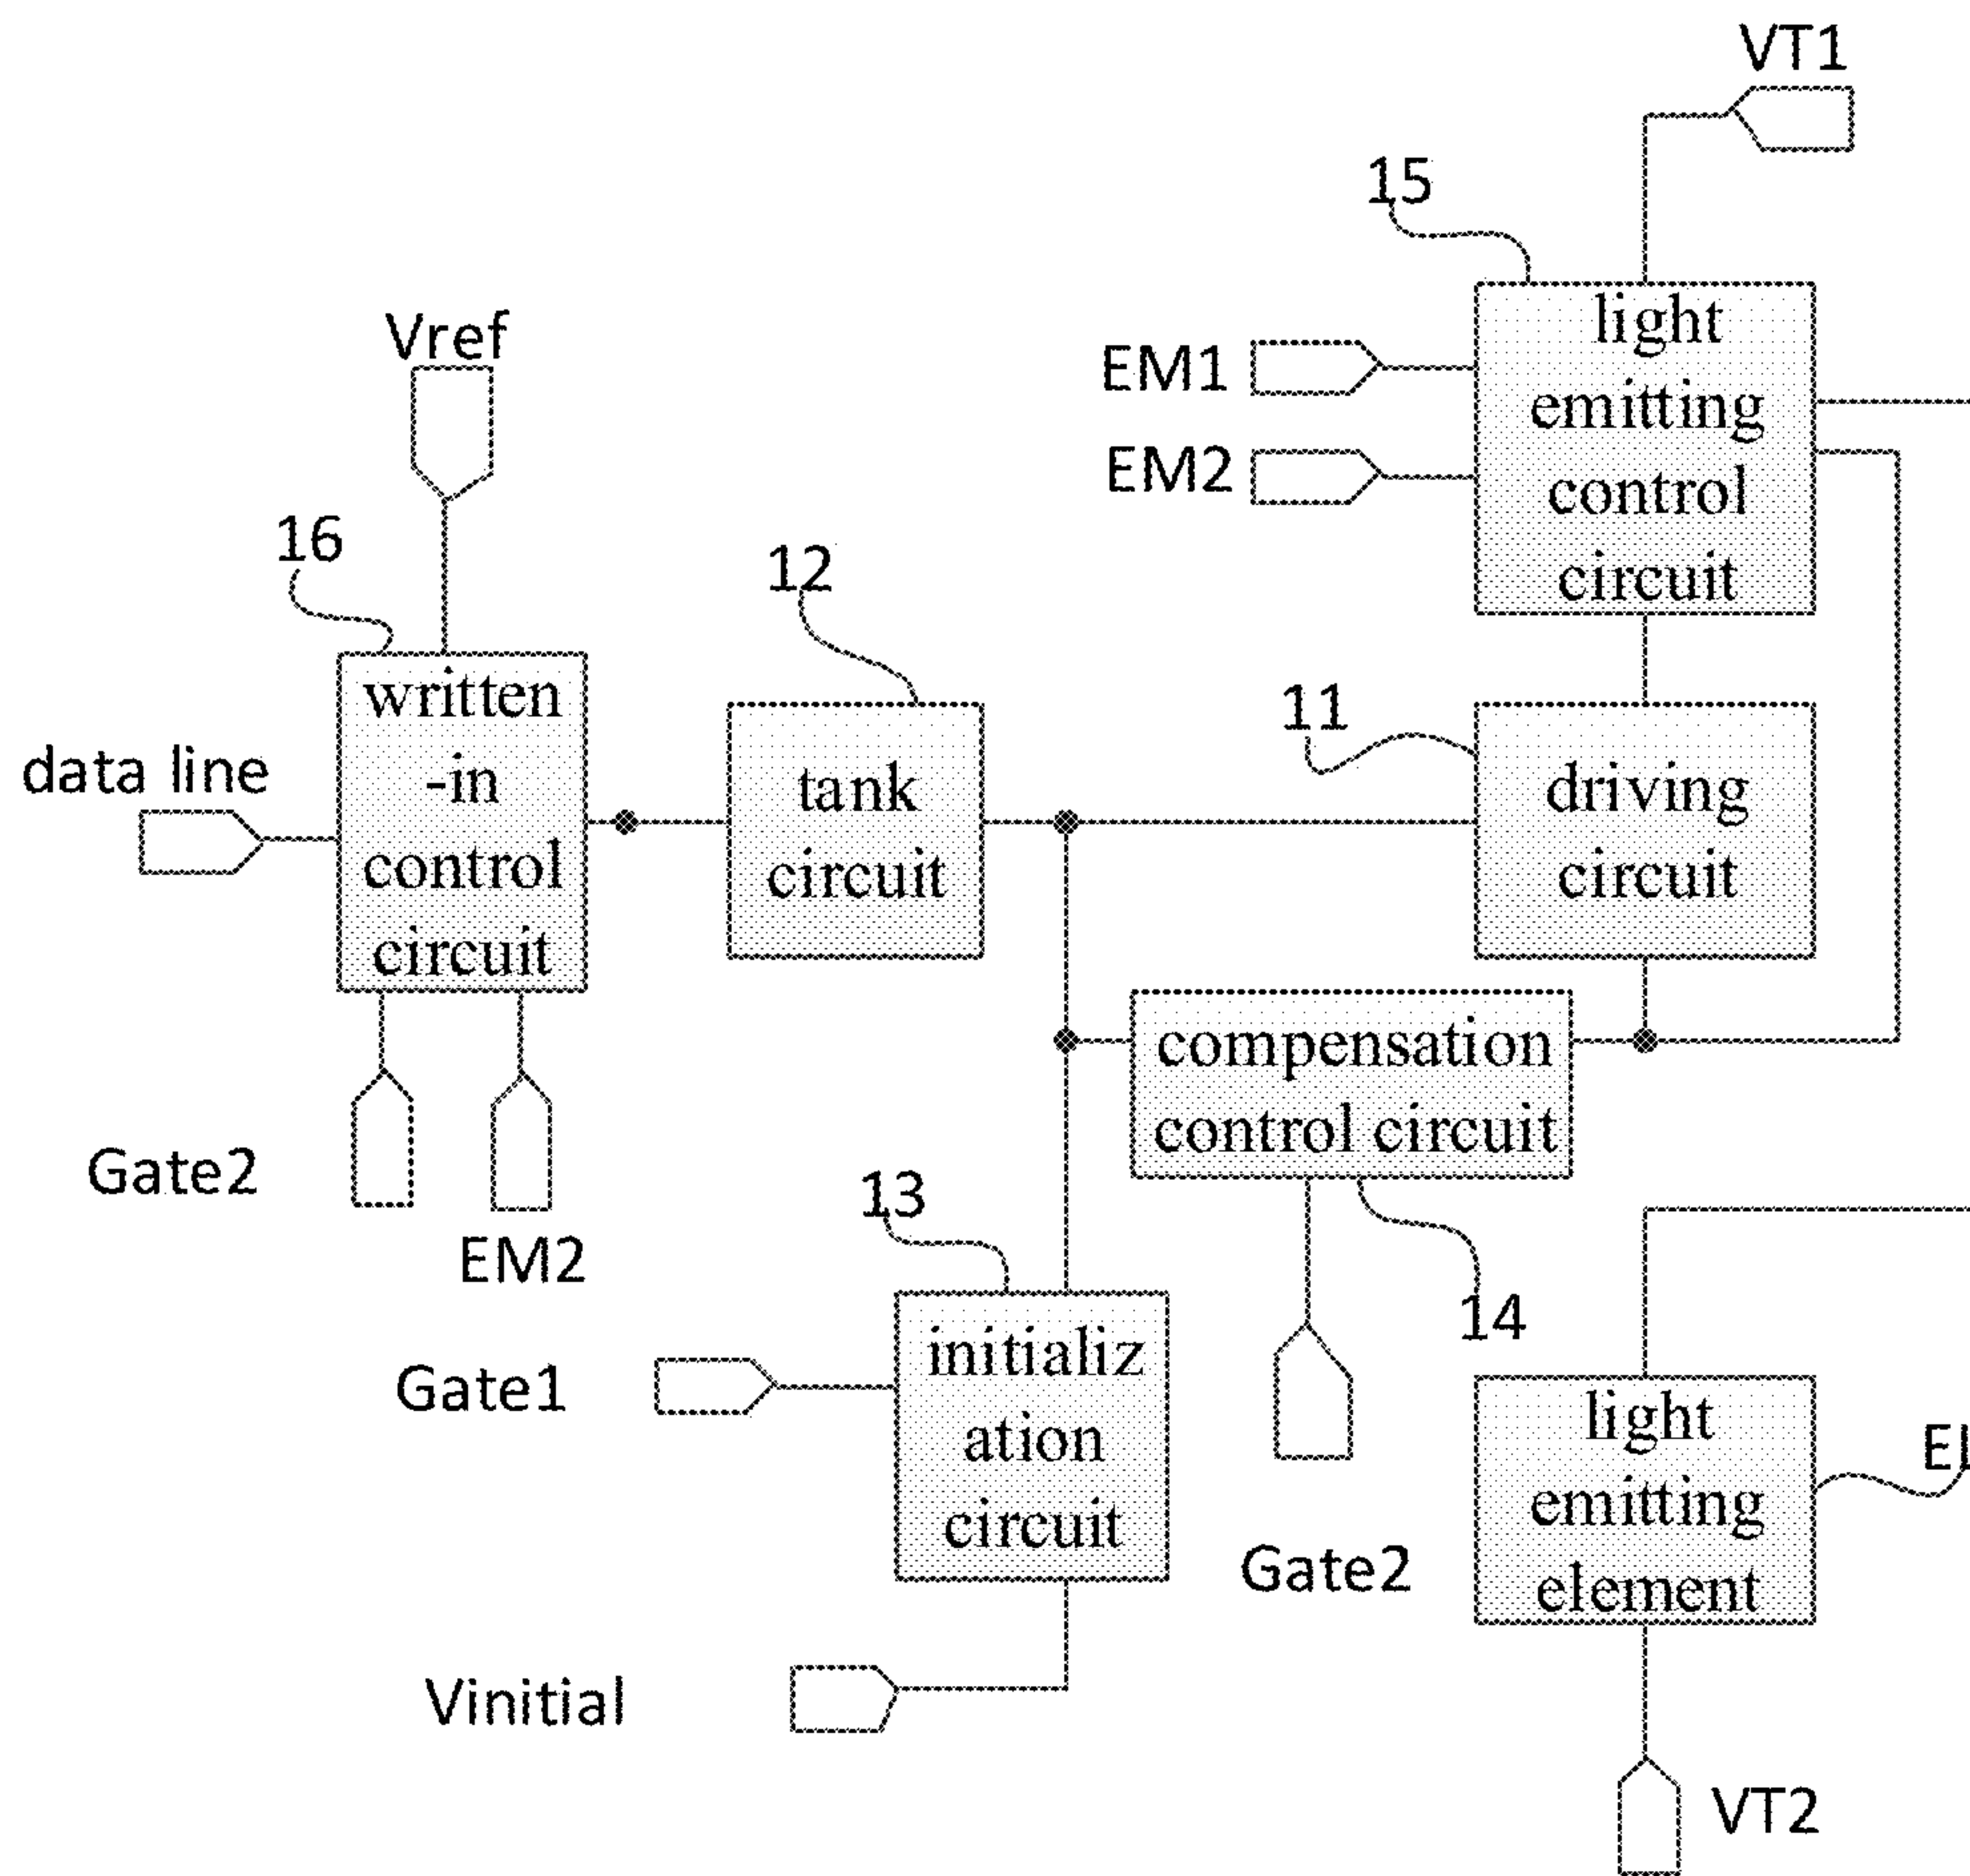 VT1
15
light
emitting
control
circuit
EM1
EM2
Vref
16
written
-in
control
circuit
data line
12
tank
circuit
11
driving
circuit
Gate2
EM2
compensation
control circuit
14
Gate2
13
initializ
ation
circuit
Gate1
Vinitial
light
emitting
element
EL
VT2